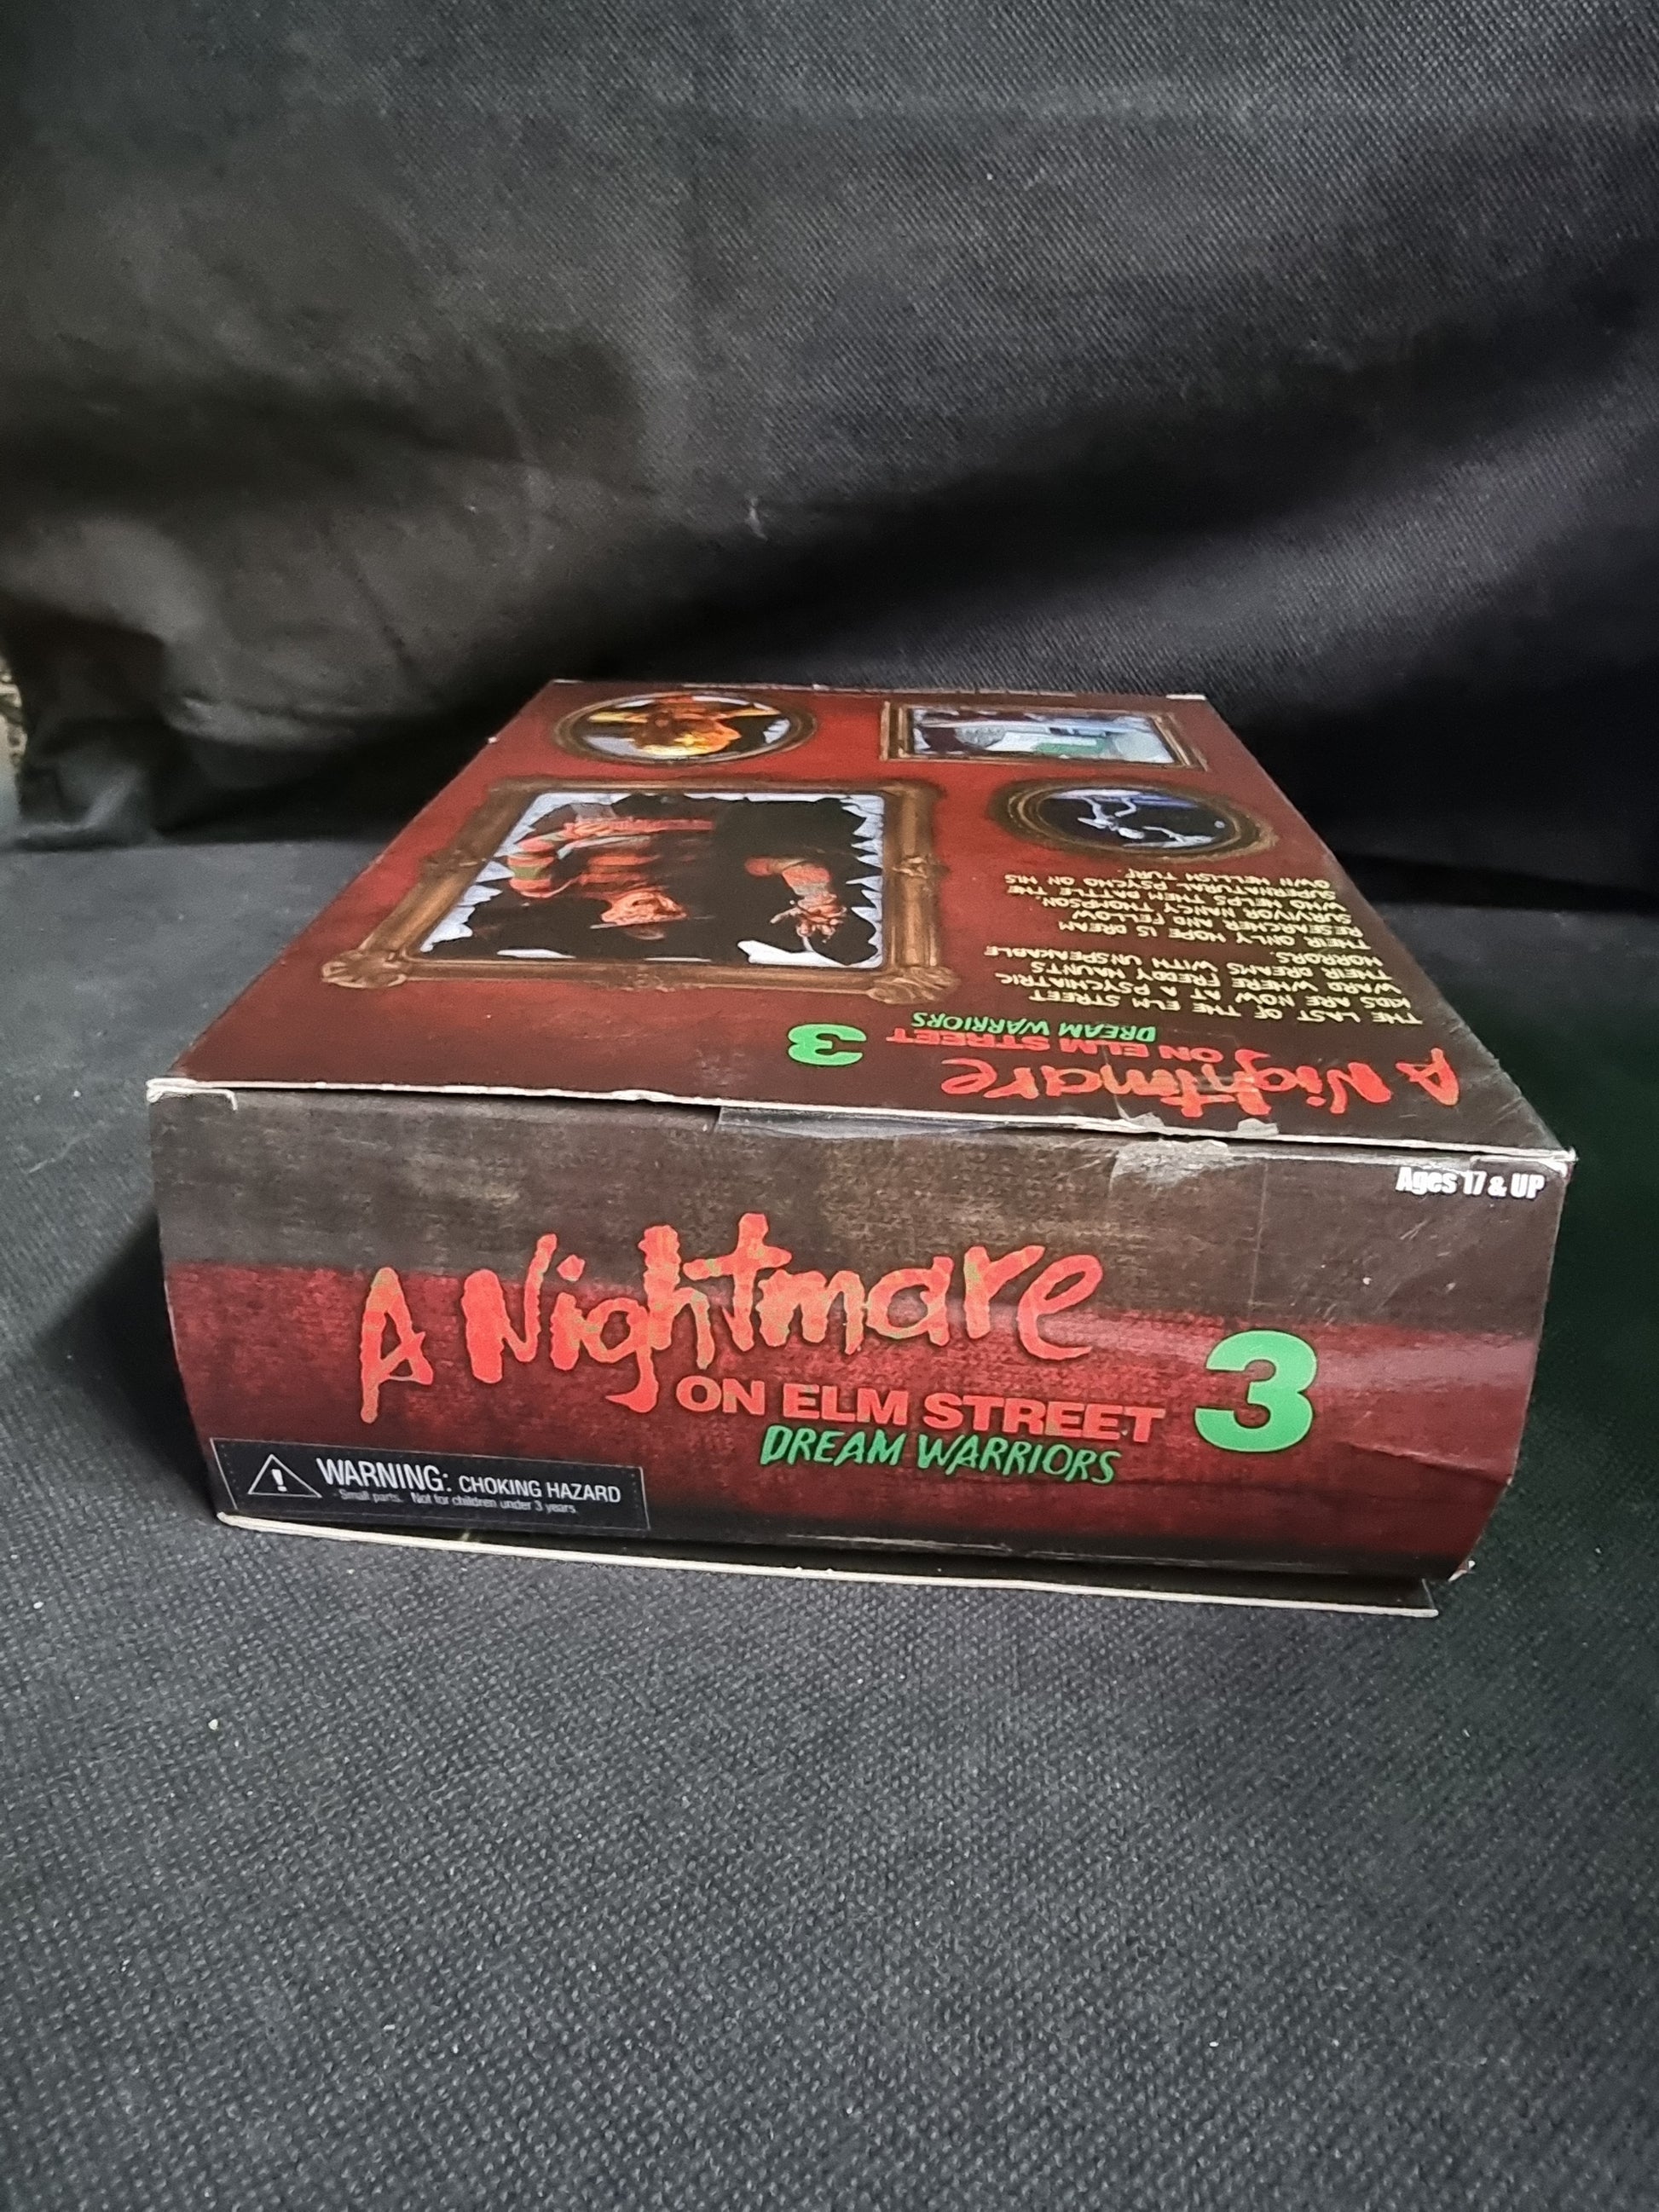 A Nightmare
ON ELM STREET 3
DREAM WARRIORS
THE LAST OF THE ELM STREET
KIDS ARE NOW AT A PSYCHIATRIC
WARD WHERE FREDDY HAUNTS
THEIR DREAMS WITH UNSPEAKABLE
HORRORS.
THEIR ONLY HOPE IS DREAM
RESEARCHER AND FELLOW
SURVIVOR NANCY THOMPSON,
WHO HELPS THEM BATTLE THE
SUPERNATURAL PSYCHO ON HIS
OWN HELLISH TURF.
Ages 17 & UP
A Nightmare
ON ELM STREET 3
DREAM WARRIORS
WARNING: CHOKING HAZARD
Small parts. Not for children under 3 years.